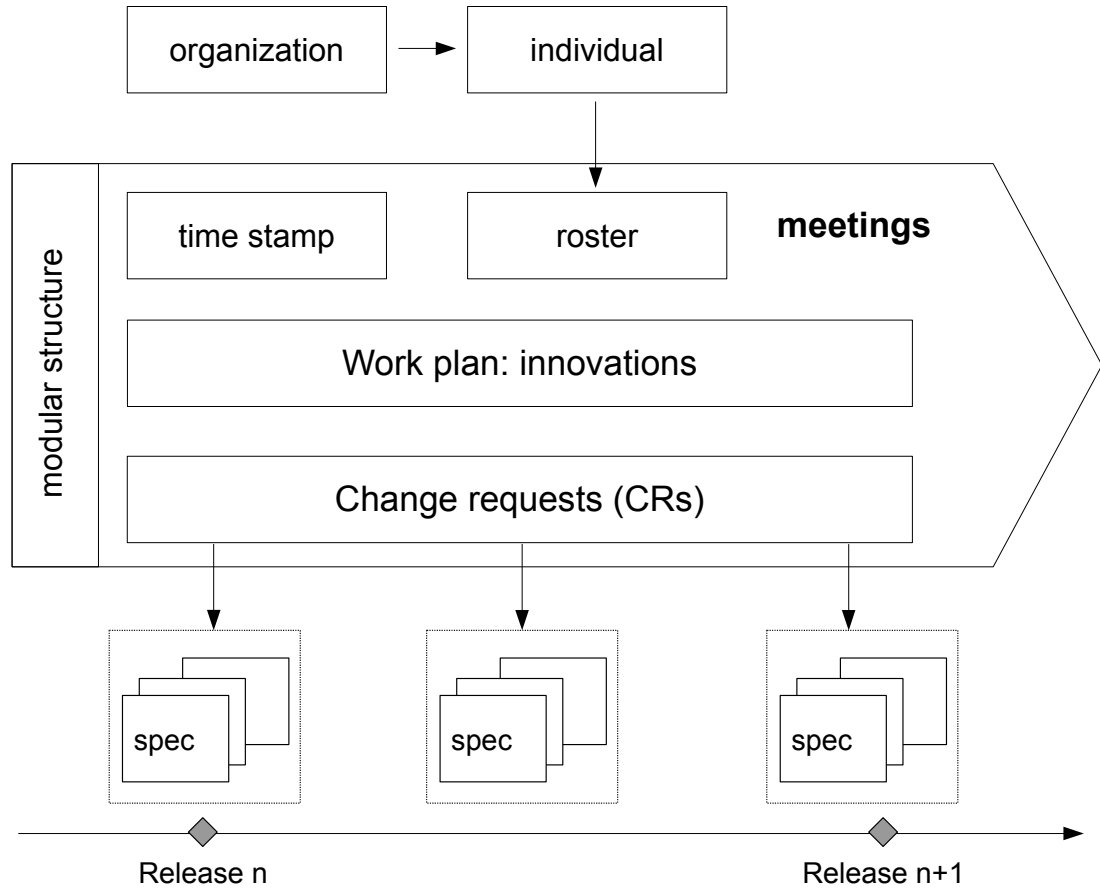 organization
individual
time stamp
roster
meetings
modular structure
Work plan: innovations
Change requests (CRs)
spec
spec
spec
Release n
Release n+1